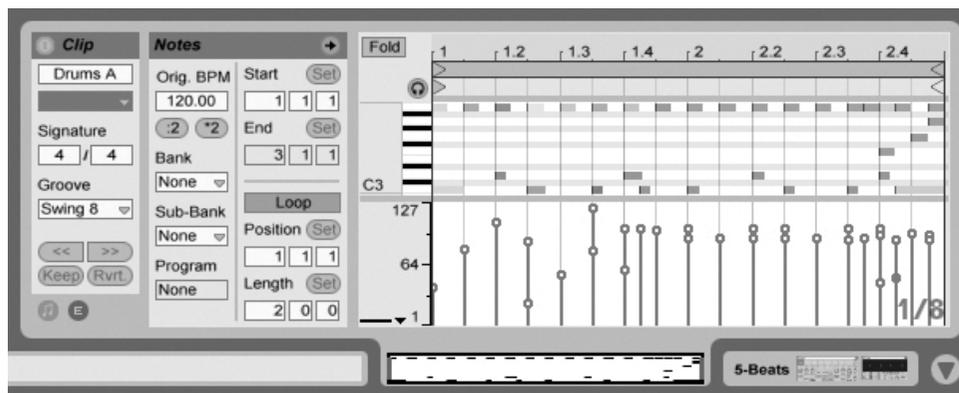 Clip
Drums A
Signature
4 / 4
Groove
Swing 8
<< >>
Keep Rvrt.
E
Notes
Orig. BPM
120.00
:2 *2
Bank
None
Sub-Bank
None
Program
None
Start Set
1 1 1
End Set
3 1 1
Loop
Position Set
1 1 1
Length Set
2 0 0
Fold
1 1.2 1.3 1.4 2 2.2 2.3 2.4
C3
127
64
1
1/8
5-Beats